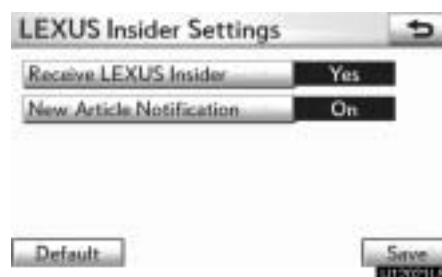 LEXUS Insider Settings
Receive LEXUS Insider Yes
New Article Notification On
Default Save